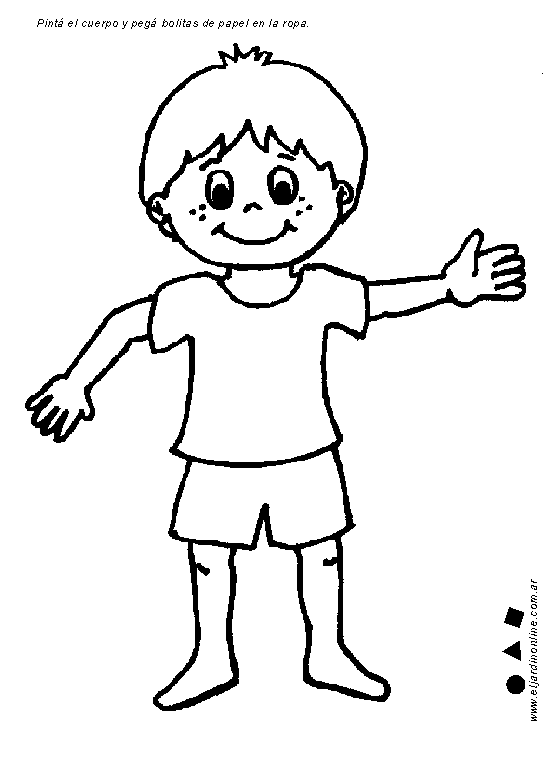 Pintá el cuerpo y pegá bolitas de papel en la ropa.
www.eljardinonline.com.ar